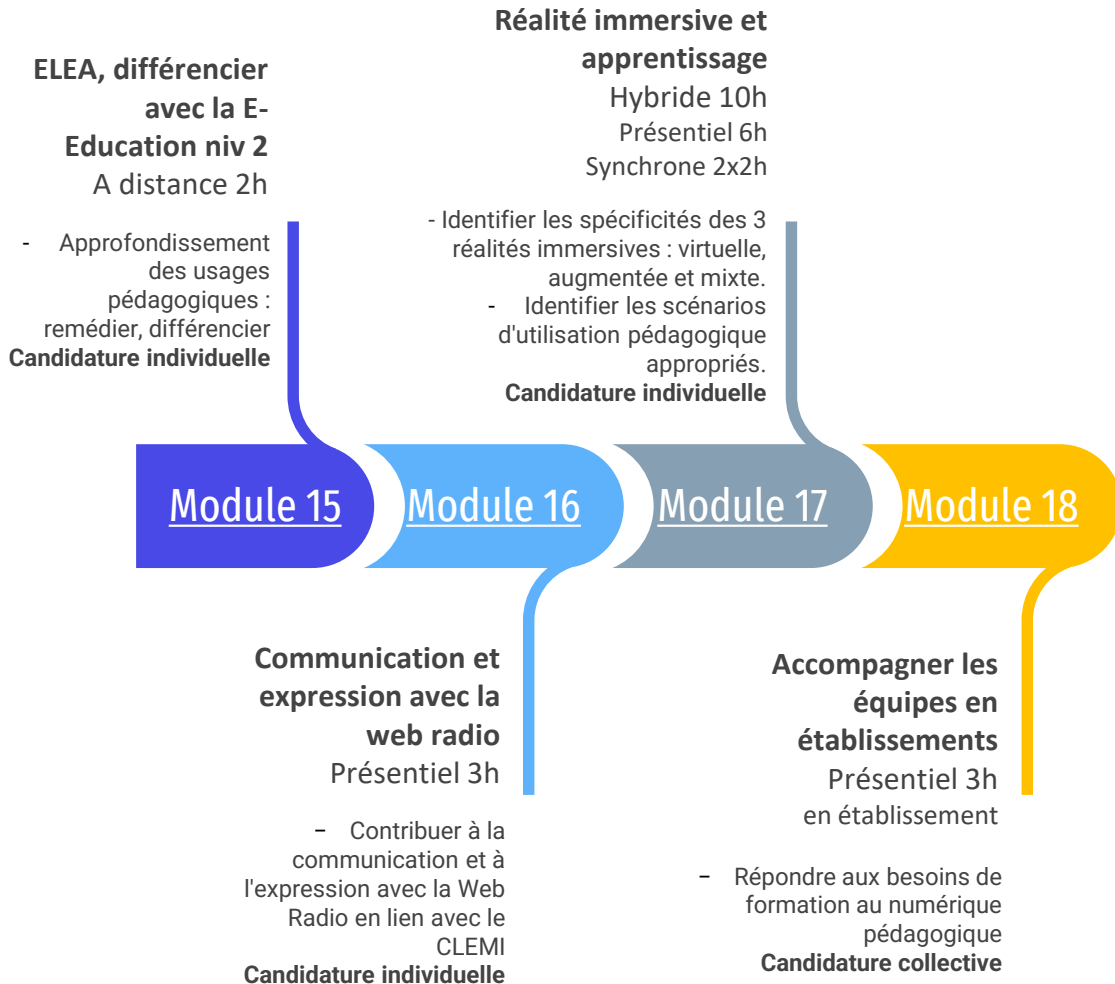 ELEA, différencier
avec la E-
Education niv 2
A distance 2h
- Approfondissement
des usages
pédagogiques :
remédier, différencier
Candidature individuelle
Réalité immersive et
apprentissage
Hybride 10h
Présentiel 6h
Synchrone 2x2h
- Identifier les spécificités des 3
réalités immersives : virtuelle,
augmentée et mixte.
- Identifier les scénarios
d'utilisation pédagogique
appropriés.
Candidature individuelle
Module 15
Module 16
Module 17
Module 18
Communication et
expression avec la
web radio
Présentiel 3h
- Contribuer à la
communication et à
l'expression avec la Web
Radio en lien avec le
CLEMI
Candidature individuelle
Accompagner les
équipes en
établissements
Présentiel 3h
en établissement
- Répondre aux besoins de
formation au numérique
pédagogique
Candidature collective